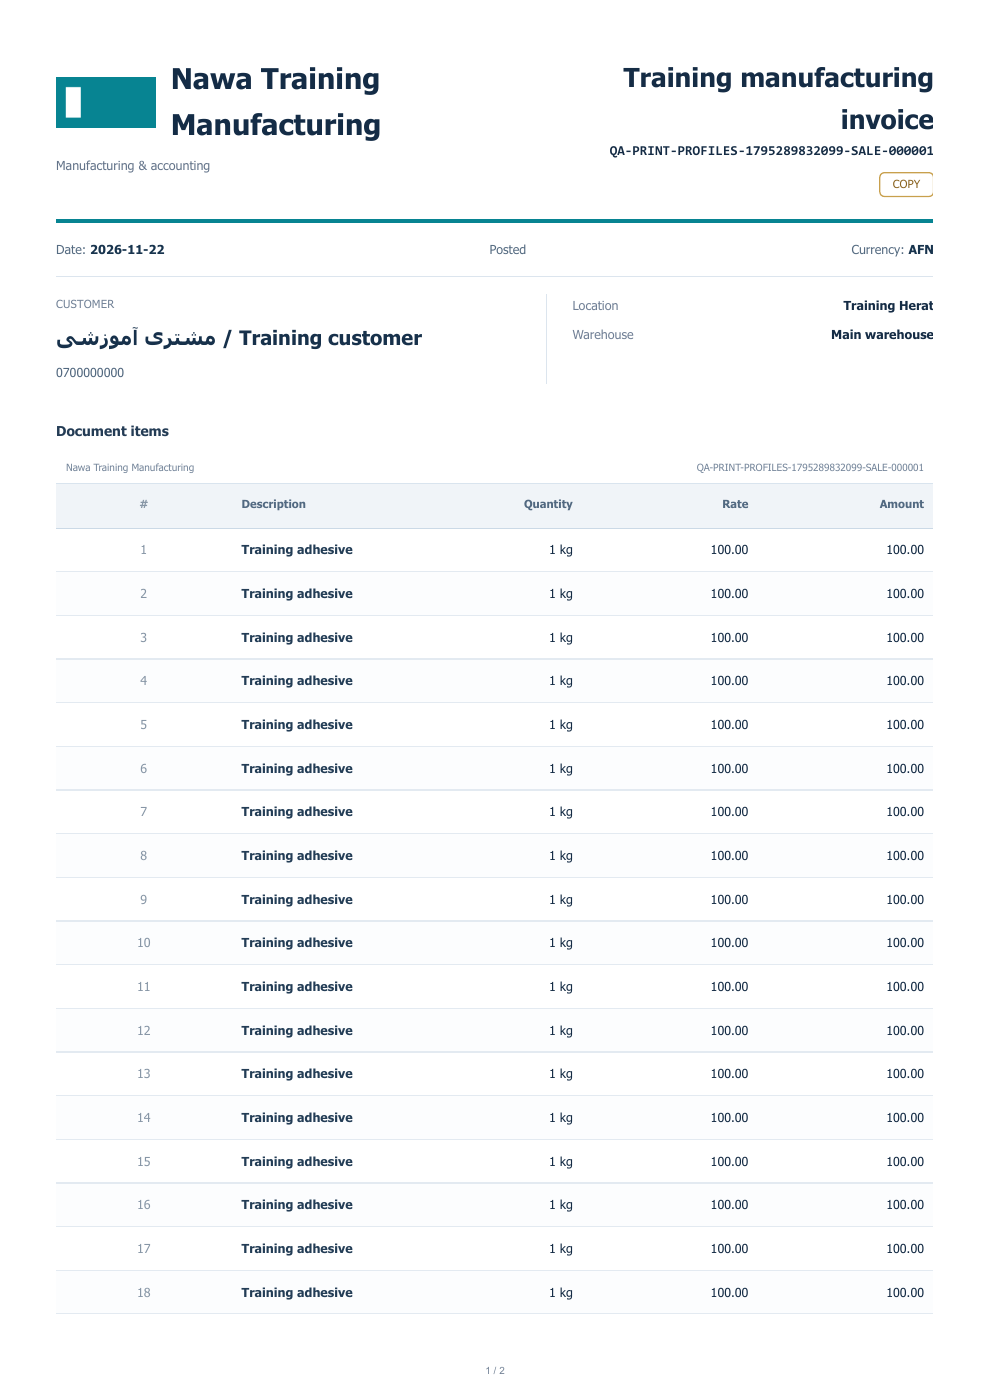 Nawa Training
Manufacturing
Manufacturing & accounting
Training manufacturing
invoice
QA-PRINT-PROFILES-1795289832099-SALE-000001
COPY
Date: 2026-11-22 Posted Currency: AFN
CUSTOMER
مشتری آموزشی / Training customer
0700000000
Location Training Herat
Warehouse Main warehouse
Document items
Nawa Training Manufacturing QA-PRINT-PROFILES-1795289832099-SALE-000001
# Description Quantity Rate Amount
1 Training adhesive 1 kg 100.00 100.00
2 Training adhesive 1 kg 100.00 100.00
3 Training adhesive 1 kg 100.00 100.00
4 Training adhesive 1 kg 100.00 100.00
5 Training adhesive 1 kg 100.00 100.00
6 Training adhesive 1 kg 100.00 100.00
7 Training adhesive 1 kg 100.00 100.00
8 Training adhesive 1 kg 100.00 100.00
9 Training adhesive 1 kg 100.00 100.00
10 Training adhesive 1 kg 100.00 100.00
11 Training adhesive 1 kg 100.00 100.00
12 Training adhesive 1 kg 100.00 100.00
13 Training adhesive 1 kg 100.00 100.00
14 Training adhesive 1 kg 100.00 100.00
15 Training adhesive 1 kg 100.00 100.00
16 Training adhesive 1 kg 100.00 100.00
17 Training adhesive 1 kg 100.00 100.00
18 Training adhesive 1 kg 100.00 100.00
1 / 2